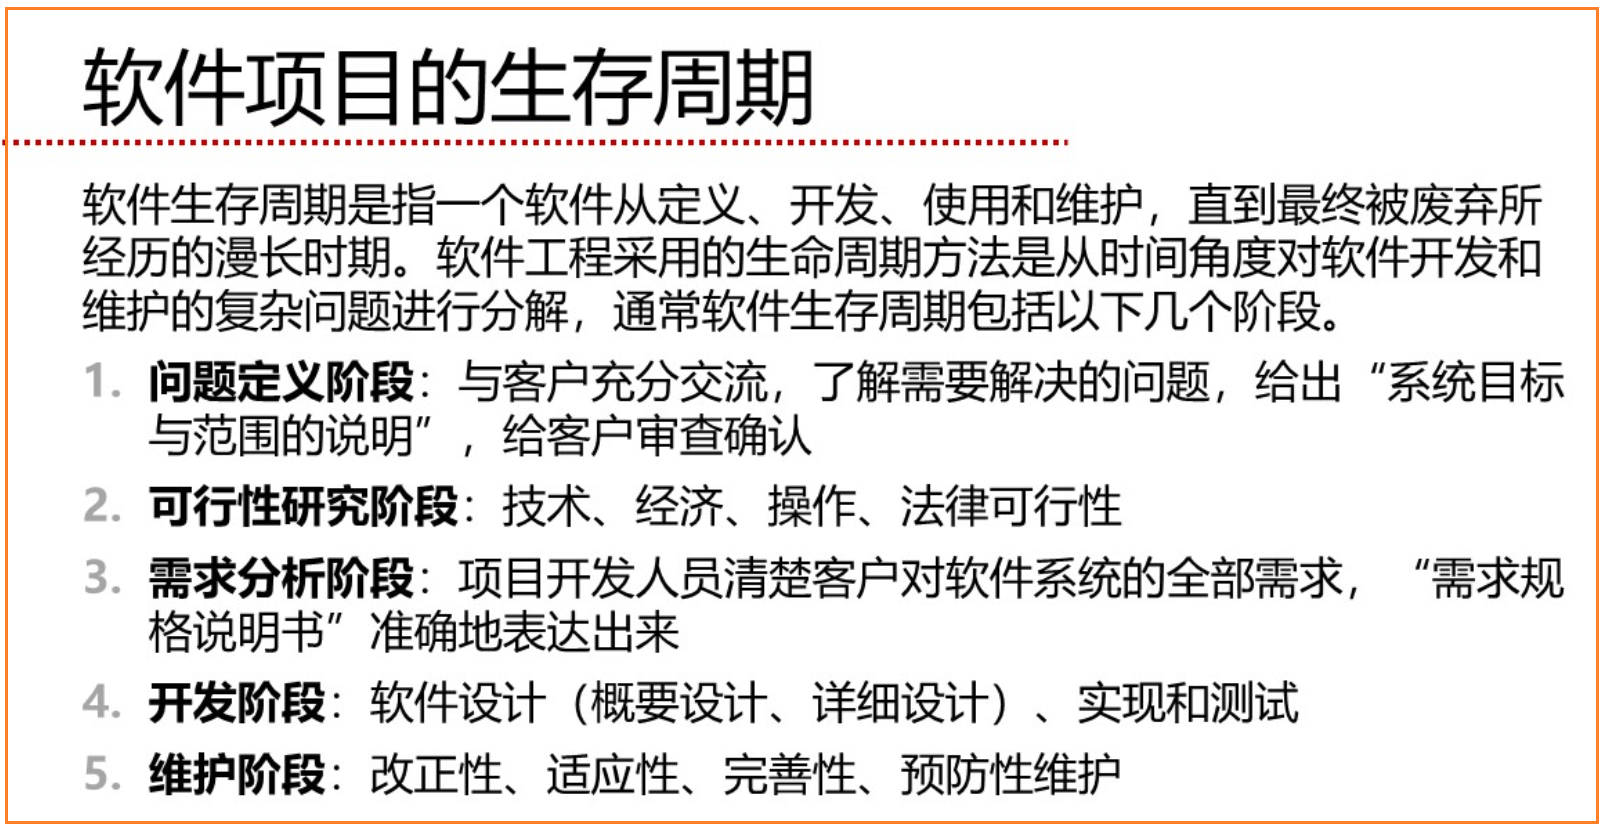 软件项目的生存周期
软件生存周期是指一个软件从定义、开发、使用和维护，直到最终被废弃所
经历的漫长时期。软件工程采用的生命周期方法是从时间角度对软件开发和
维护的复杂问题进行分解，通常软件生存周期包括以下几个阶段。
1. 问题定义阶段：与客户充分交流，了解需要解决的问题，给出“系统目标
与范围的说明”，给客户审查确认
2. 可行性研究阶段：技术、经济、操作、法律可行性
3. 需求分析阶段：项目开发人员清楚客户对软件系统的全部需求，“需求规
格说明书”准确地表达出来
4. 开发阶段：软件设计（概要设计、详细设计）、实现和测试
5. 维护阶段：改正性、适应性、完善性、预防性维护